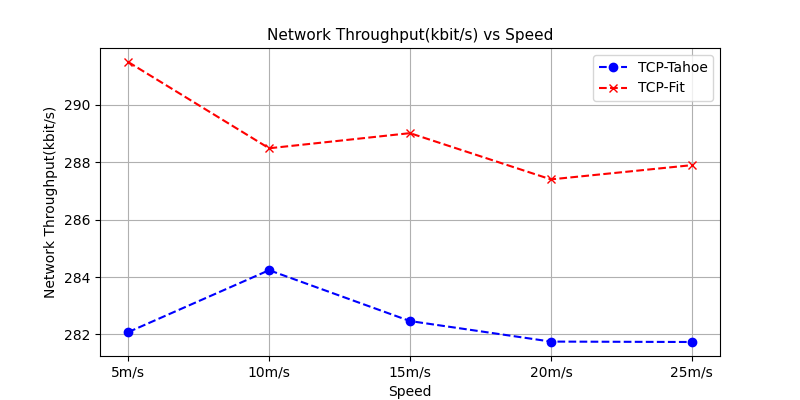 Network Throughput(kbit/s) vs Speed
Network Throughput(kbit/s)
290
288
286
284
282
TCP-Tahoe
TCP-Fit
5m/s 10m/s 15m/s 20m/s 25m/s
Speed